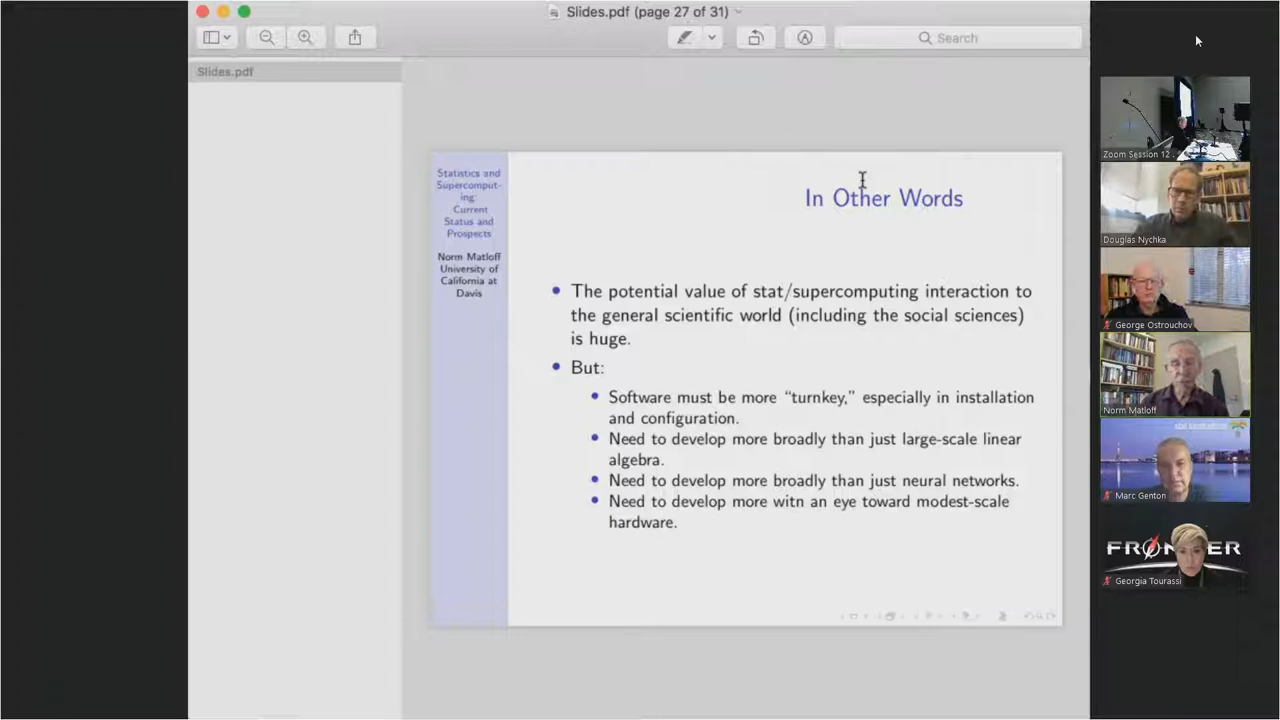 Slides.pdf (page 27 of 31)
Search
Slides.pdf
Statistics and
Supercomput-
ing:
Current
Status and
Prospects
Norm Matloff
University of
California at
Davis
In Other Words
The potential value of stat/supercomputing interaction to
the general scientific world (including the social sciences)
is huge.
But:
Software must be more “turnkey,” especially in installation
and configuration.
Need to develop more broadly than just large-scale linear
algebra.
Need to develop more broadly than just neural networks.
Need to develop more witn an eye toward modest-scale
hardware.
Zoom Session 12 ..
Douglas Nychka
George Ostrouchov
Norm Matloff
Marc Genton
FRONTIER
Georgia Tourassi